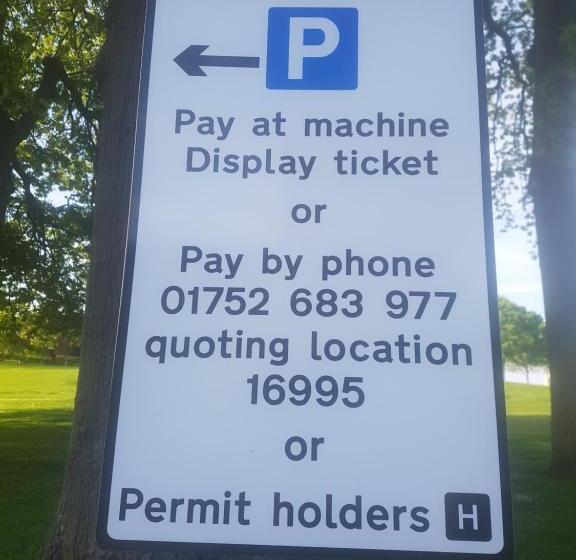 P
Pay at machine
Display ticket
or
Pay by phone
01752 683 977
quoting location
16995
or
Permit holders H